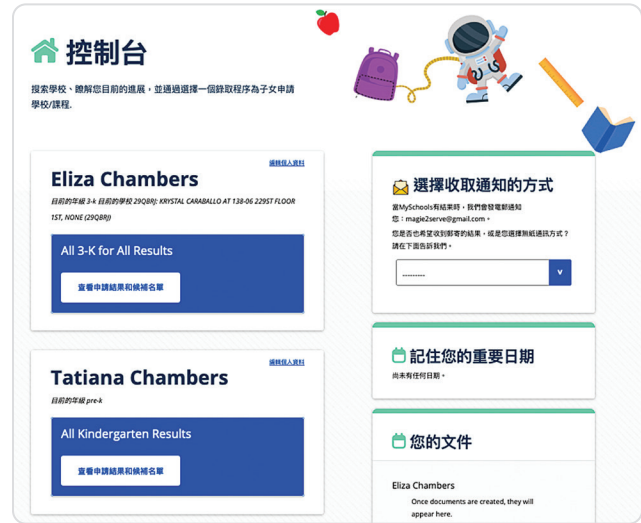 控制台
搜索學校、瞭解您目前的進展，並通過選擇一個錄取程序為子女申請
學校/課程.
編輯個人資料
Eliza Chambers
目前的年級 3-k 目前的學校 29QBRJ: KRYSTAL CARABALLO AT 138-06 229ST FLOOR
1ST, NONE (29QBRJ)
All 3-K for All Results
查看申請結果和候補名單
編輯個人資料
Tatiana Chambers
目前的年級 pre-k
All Kindergarten Results
查看申請結果和候補名單
選擇收取通知的方式
當MySchools有結果時，我們會發電郵通知
您：magie2serve@gmail.com。
您是否也希望收到郵寄的結果，或是您選擇無紙通訊方式？
請在下面告訴我們。
---------
v
記住您的重要日期
尚未有任何日期。
您的文件
Eliza Chambers
Once documents are created, they will
appear here.